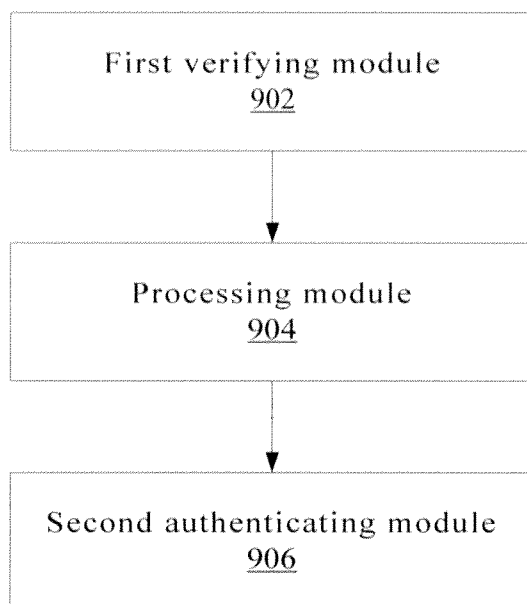 First verifying module
902
Processing module
904
Second authenticating module
906